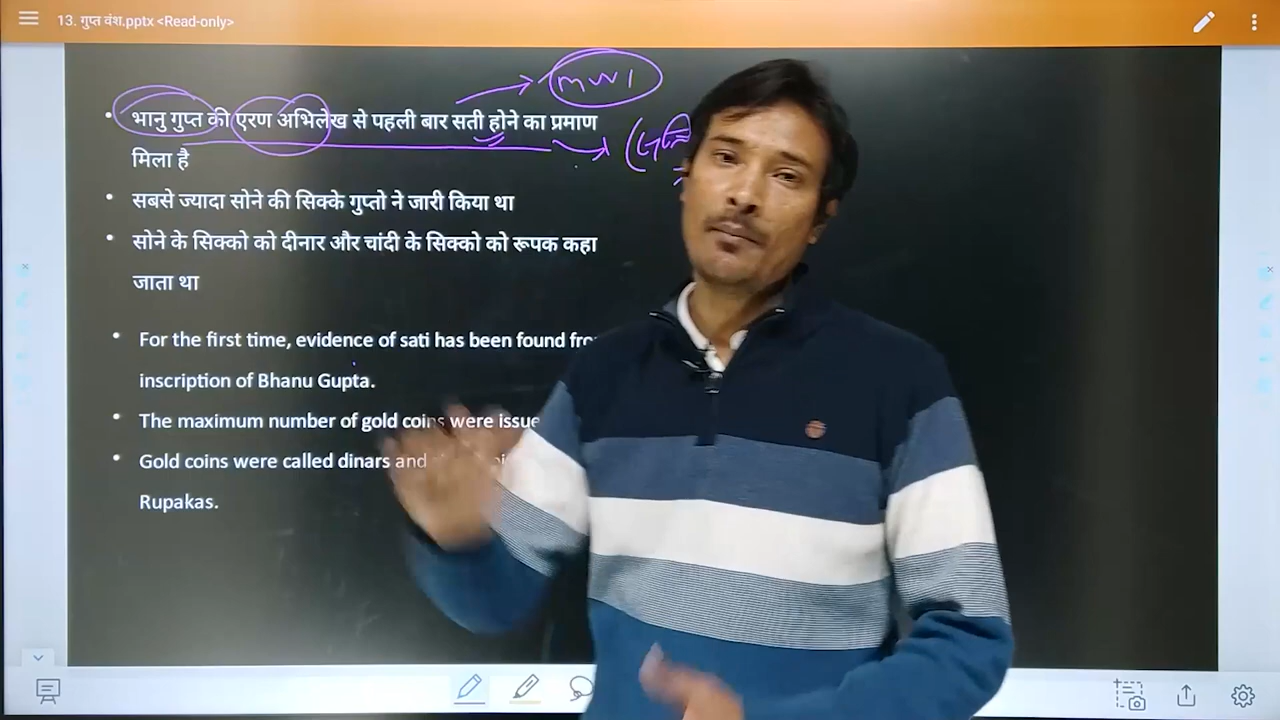 13. गुप्त वंश.pptx <Read-only>
MW1
भानु गुप्त की एरण अभिलेख से पहली बार सती होने का प्रमाण
मिला है
सबसे ज्यादा सोने की सिक्के गुप्तो ने जारी किया था
सोने के सिक्को को दीनार और चांदी के सिक्को को रूपक कहा
जाता था
For the first time, evidence of sati has been found
inscription of Bhanu Gupta.
The maximum number of gold coins were
Gold coins were called dinars and
Rupakas.